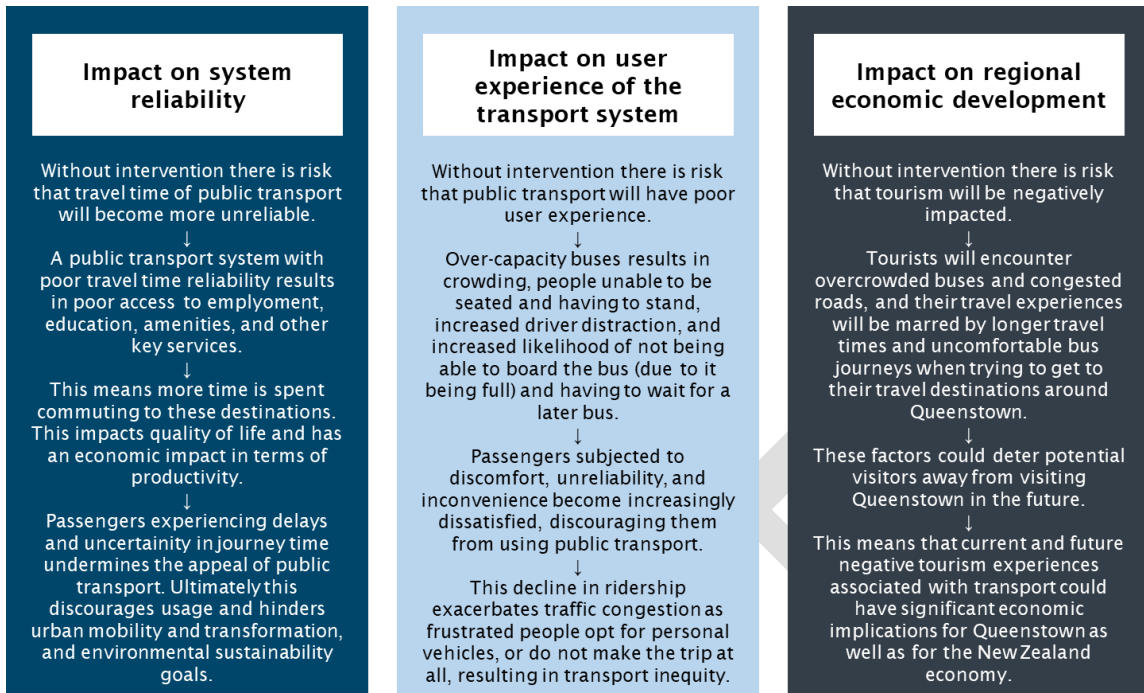 Impact on system
reliability
Without intervention there is risk
that travel time of public transport
will become more unreliable.
↓
A public transport system with
poor travel time reliability results
in poor access to emplyoment,
education, amenities, and other
key services.
↓
This means more time is spent
commuting to these destinations.
This impacts quality of life and has
an economic impact in terms of
productivity.
↓
Passengers experiencing delays
and uncertainity in journey time
undermines the appeal of public
transport. Ultimately this
discourages usage and hinders
urban mobility and transformation,
and environmental sustainability
goals.
Impact on user
experience of the
transport system
Without intervention there is risk
that public transport will have poor
user experience.
↓
Over-capacity buses results in
crowding, people unable to be
seated and having to stand,
increased driver distraction, and
increased likelihood of not being
able to board the bus (due to it
being full) and having to wait for a
later bus.
↓
Passengers subjected to
discomfort, unreliability, and
inconvenience become increasingly
dissatisfied, discouraging them
from using public transport.
↓
This decline in ridership
exacerbates traffic congestion as
frustrated people opt for personal
vehicles, or do not make the trip at
all, resulting in transport inequity.
Impact on regional
economic development
Without intervention there is risk
that tourism will be negatively
impacted.
↓
Tourists will encounter
overcrowded buses and congested
roads, and their travel experiences
will be marred by longer travel
times and uncomfortable bus
journeys when trying to get to
their travel destinations around
Queenstown.
↓
These factors could deter potential
visitors away from visiting
Queenstown in the future.
↓
This means that current and future
negative tourism experiences
associated with transport could
have significant economic
implications for Queenstown as
well as for the New Zealand
economy.